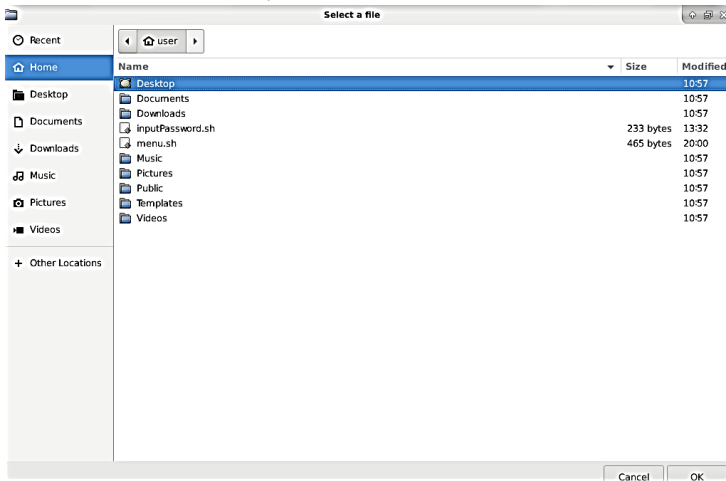 Select a file
Recent
Home
Desktop
Documents
Downloads
Music
Pictures
Videos
+ Other Locations
user
Name Size Modified
Desktop 10:57
Documents 10:57
Downloads 10:57
inputPassword.sh 233 bytes 13:32
menu.sh 465 bytes 20:00
Music 10:57
Pictures 10:57
Public 10:57
Templates 10:57
Videos 10:57
Cancel OK